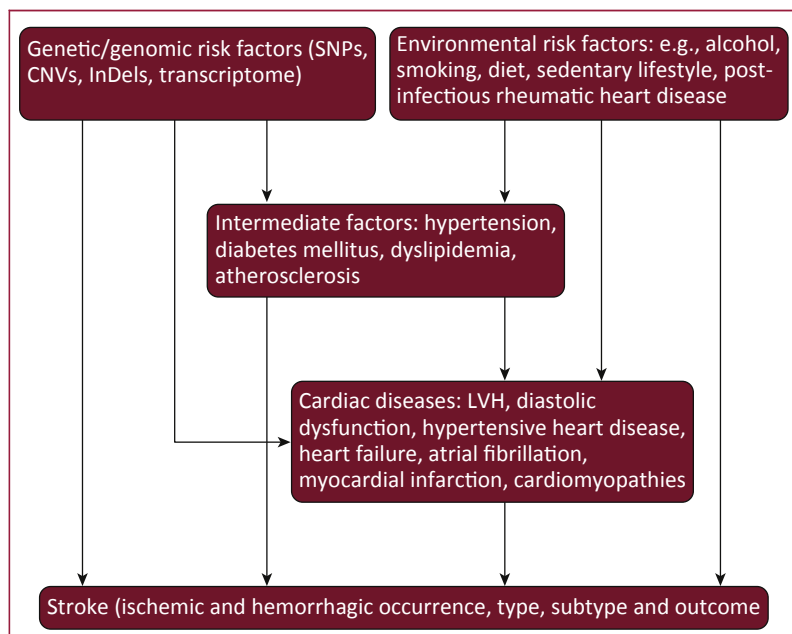 Genetic/genomic risk factors (SNPs,
CNVs, InDels, transcriptome)
Environmental risk factors: e.g., alcohol,
smoking, diet, sedentary lifestyle, post-
infectious rheumatic heart disease
Intermediate factors: hypertension,
diabetes mellitus, dyslipidemia,
atherosclerosis
Cardiac diseases: LVH, diastolic
dysfunction, hypertensive heart disease,
heart failure, atrial fibrillation,
myocardial infarction, cardiomyopathies
Stroke (ischemic and hemorrhagic occurrence, type, subtype and outcome